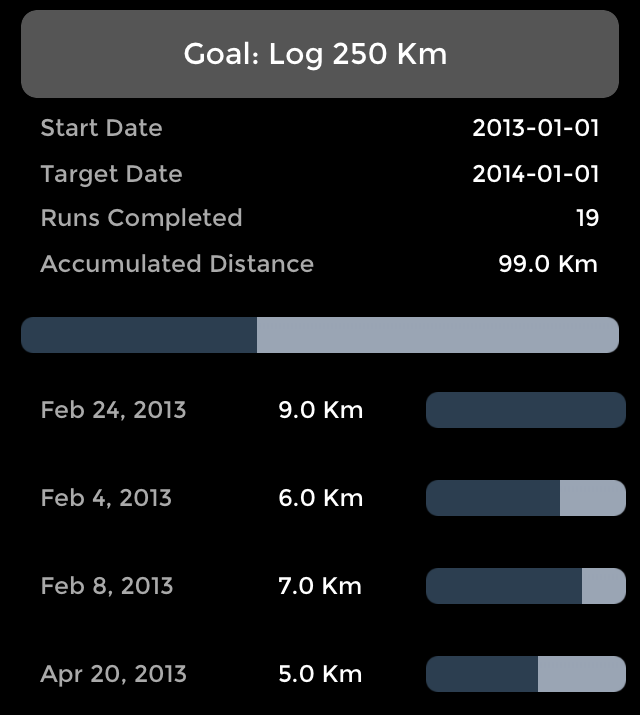 Goal: Log 250 Km
Start Date 2013-01-01
Target Date 2014-01-01
Runs Completed 19
Accumulated Distance 99.0 Km
Feb 24, 2013 9.0 Km
Feb 4, 2013 6.0 Km
Feb 8, 2013 7.0 Km
Apr 20, 2013 5.0 Km